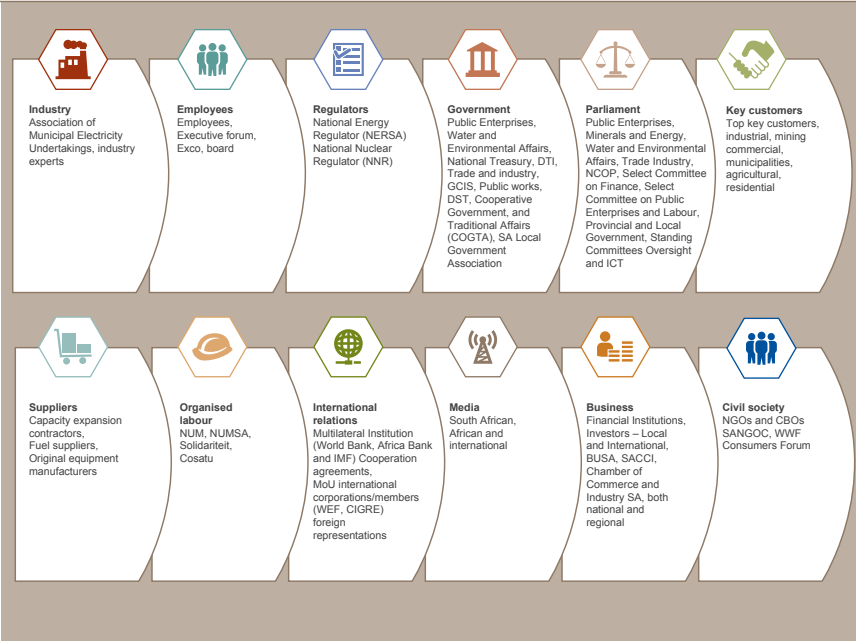 Industry
Association of
Municipal Electricity
Undertakings, industry
experts
Employees
Employees,
Executive forum,
Exco, board
Regulators
National Energy
Regulator (NERSA)
National Nuclear
Regulator (NNR)
Government
Public Enterprises,
Water and
Environmental Affairs,
National Treasury, DTI,
Trade and industry,
GCIS, Public works,
DST, Cooperative
Government, and
Traditional Affairs
(COGTA), SA Local
Government
Association
Parliament
Public Enterprises,
Minerals and Energy,
Water and Environmental
Affairs, Trade Industry,
NCOP, Select Committee
on Finance, Select
Committee on Public
Enterprises and Labour,
Provincial and Local
Government, Standing
Committees Oversight
and ICT
Key customers
Top key customers,
industrial, mining
commercial,
municipalities,
agricultural,
residential
Suppliers
Capacity expansion
contractors,
Fuel suppliers,
Original equipment
manufacturers
Organised
labour
NUM, NUMSA,
Solidariteit,
Cosatu
International
relations
Multilateral Institution
(World Bank, Africa Bank
and IMF) Cooperation
agreements,
MoU international
corporations/members
(WEF, CIGRE)
foreign
representations
Media
South African,
African and
international
Business
Financial Institutions,
Investors – Local
and International,
BUSA, SACCI,
Chamber of
Commerce and
Industry SA, both
national and
regional
Civil society
NGOs and CBOs
SANGOC, WWF
Consumers Forum